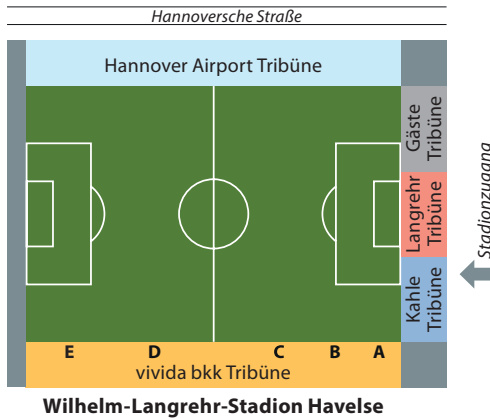 Hannoversche Straße
Hannover Airport Tribüne
Gäste
Tribüne
Langrehr
Tribüne
Kahle
Tribüne
Stadionzugang
E D C B A
vivida bkk Tribüne
Wilhelm-Langrehr-Stadion Havelse